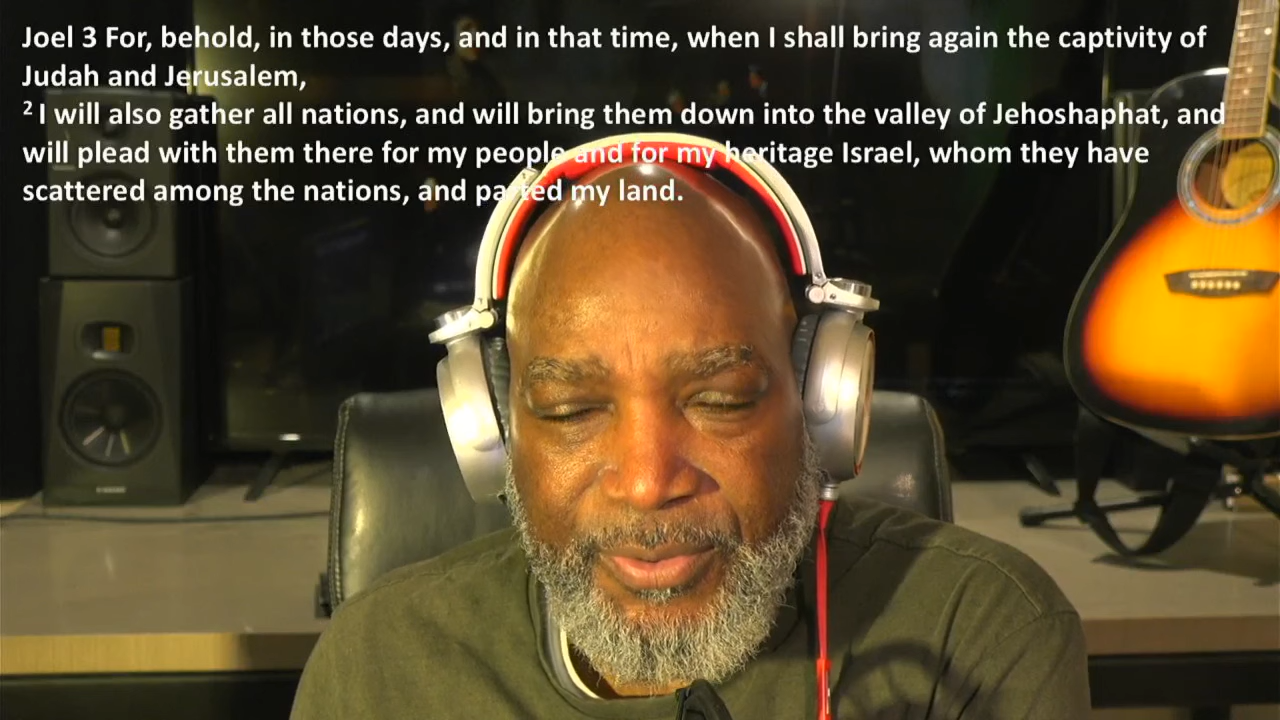 Joel 3 For, behold, in those days, and in that time, when I shall bring again the captivity of
Judah and Jerusalem,
2 I will also gather all nations, and will bring them down into the valley of Jehoshaphat, and
will plead with them there for my people and for my heritage Israel, whom they have
scattered among the nations, and parted my land.